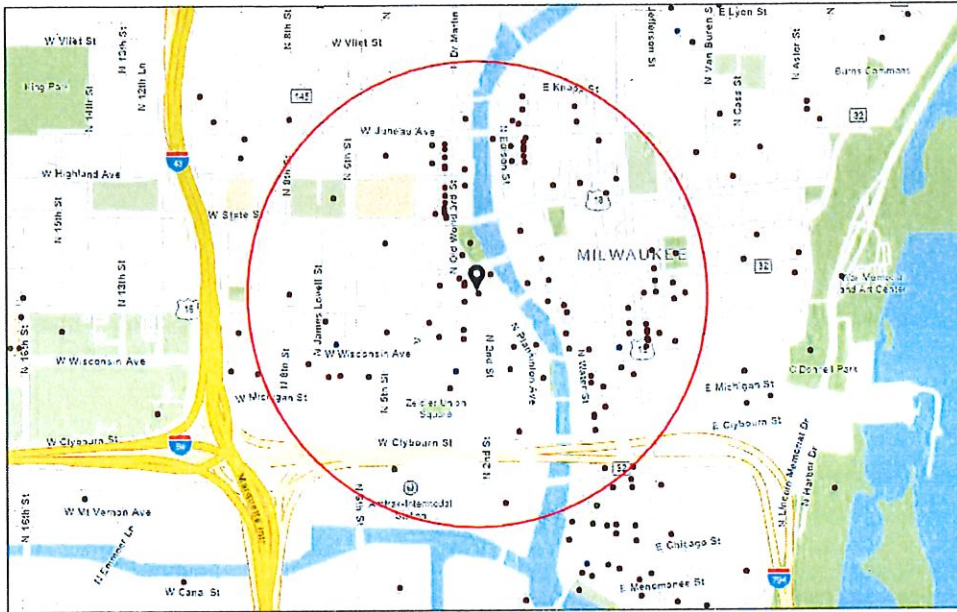 E Lyon St
W Vliet St
W Vliet St
N 8th St
N Dr Martin
Jefferson St
N Van Buren S
N Cass St
N Astor St
Burns Commons
King Park
N 14th St
N 13th St
N 12th Ln
145
E Knapp St
32
W Juneau Ave
N Edison St
43
W Highland Ave
N 8th St
N 6th St
18
N 15th St
W State S
N Old World 3rd St
MILWAUKEE
32
War Memorial
and Art Center
N 13th St
18
N James Lovell St
N 16th St
W Wisconsin Ave
W Wisconsin Ave
N 2nd St
N Plankinton Ave
N Water St
18
O'Donnell Park
N 8th St
W Michigan St
N 5th St
Zeidler Union
Square
E Michigan St
W Clybourn St
W Clybourn St
E Clybourn St
94
N 2nd St
32
N Lincoln Memorial Dr
N Harbor Dr
Marquette Intr
N 16th St
W Mt Vernon Ave
N 6th St
Amtrak-Intermodal
Station
N Emmber Ln
E Chicago St
W Canal St
E Menomonee St
794